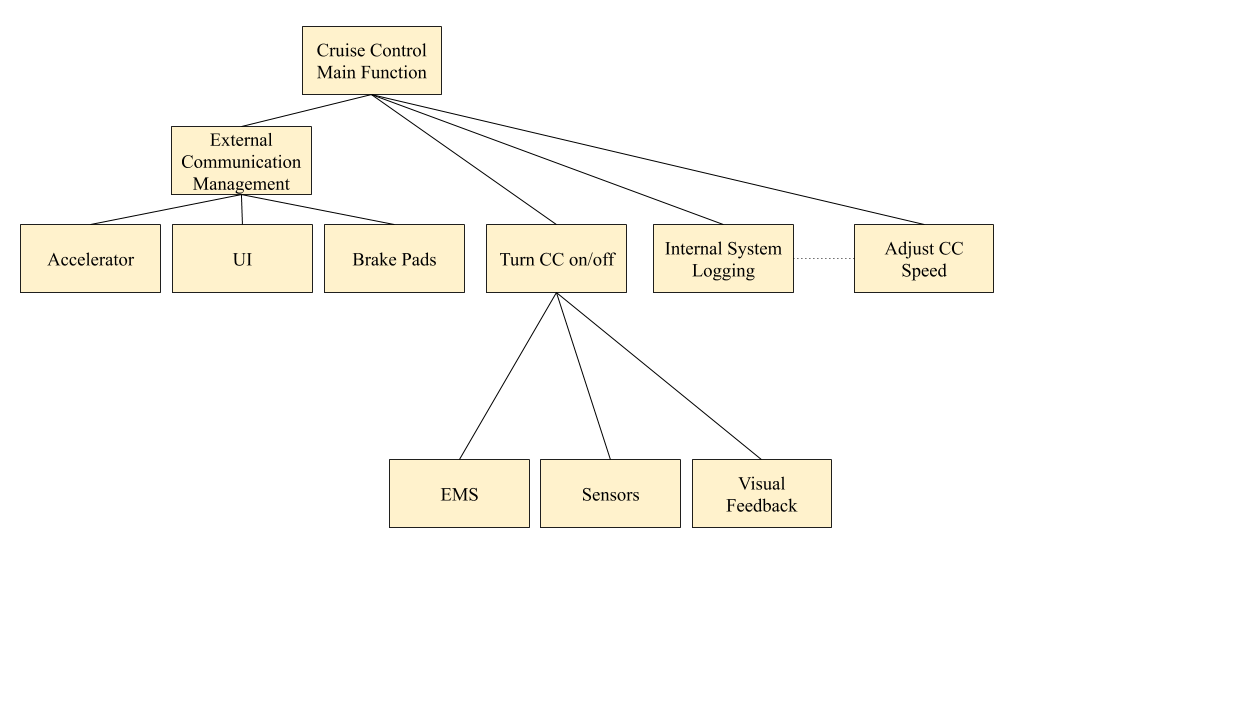 Cruise Control
Main Function
External
Communication
Management
Accelerator
UI
Brake Pads
Turn CC on/off
Internal System
Logging
Adjust CC
Speed
EMS
Sensors
Visual
Feedback